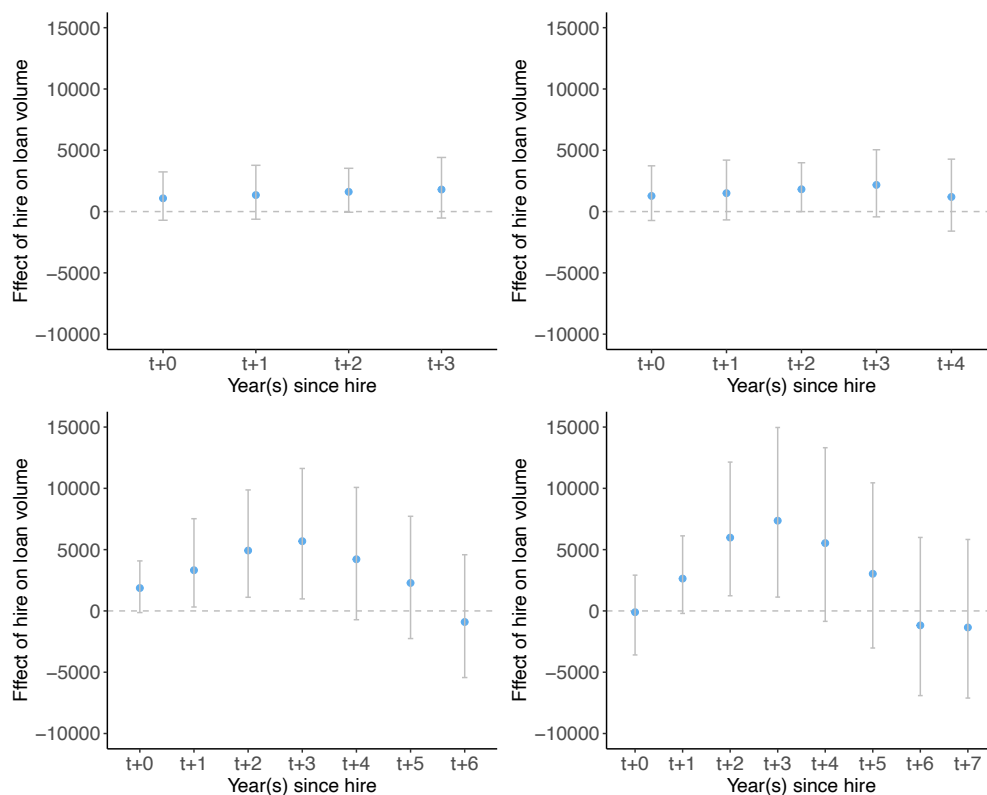 Fffect of hire on loan volume
15000
10000
5000
0
−5000
−10000
t+0 t+1 t+2 t+3
Year(s) since hire
Fffect of hire on loan volume
15000
10000
5000
0
−5000
−10000
t+0 t+1 t+2 t+3 t+4
Year(s) since hire
Fffect of hire on loan volume
15000
10000
5000
0
−5000
−10000
t+0 t+1 t+2 t+3 t+4 t+5 t+6
Year(s) since hire
Fffect of hire on loan volume
15000
10000
5000
0
−5000
−10000
t+0 t+1 t+2 t+3 t+4 t+5 t+6 t+7
Year(s) since hire